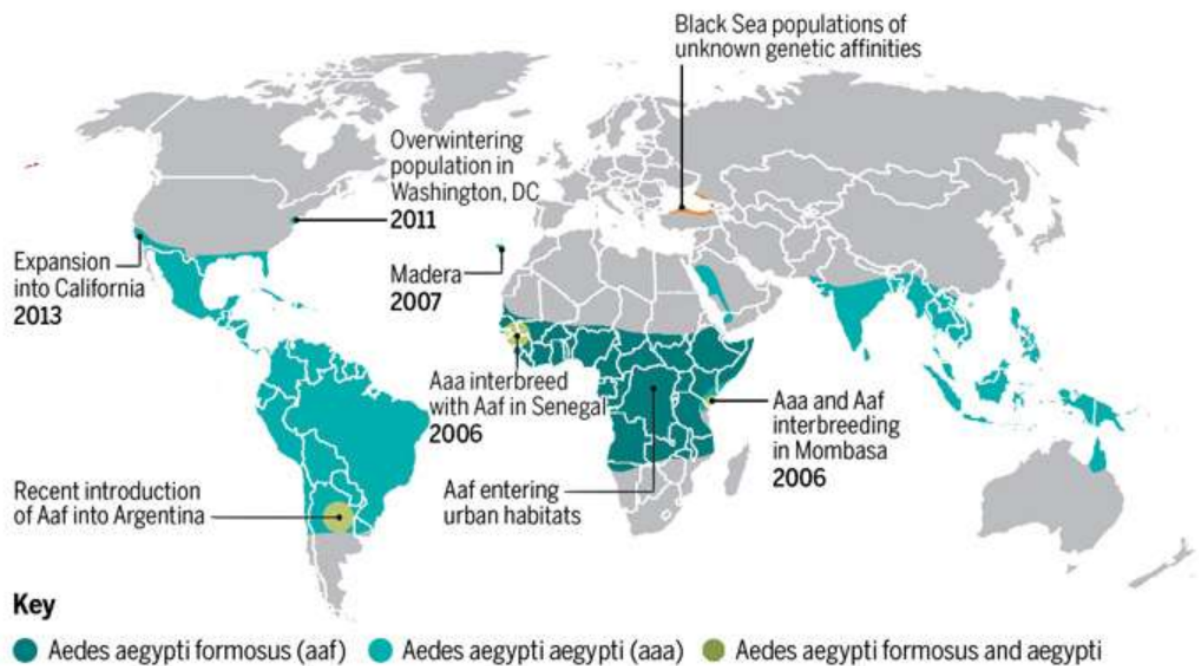 Black Sea populations of
unknown genetic affinities
Overwintering
population in
Washington, DC
2011
Expansion
into California
2013
Madera
2007
Aaa interbreed
with Aaf in Senegal
2006
Aaa and Aaf
interbreeding
in Mombasa
2006
Recent introduction
of Aaf into Argentina
Aaf entering
urban habitats
Key
Aedes aegypti formosus (aaf)
Aedes aegypti aegypti (aaa)
Aedes aegypti formosus and aegypti